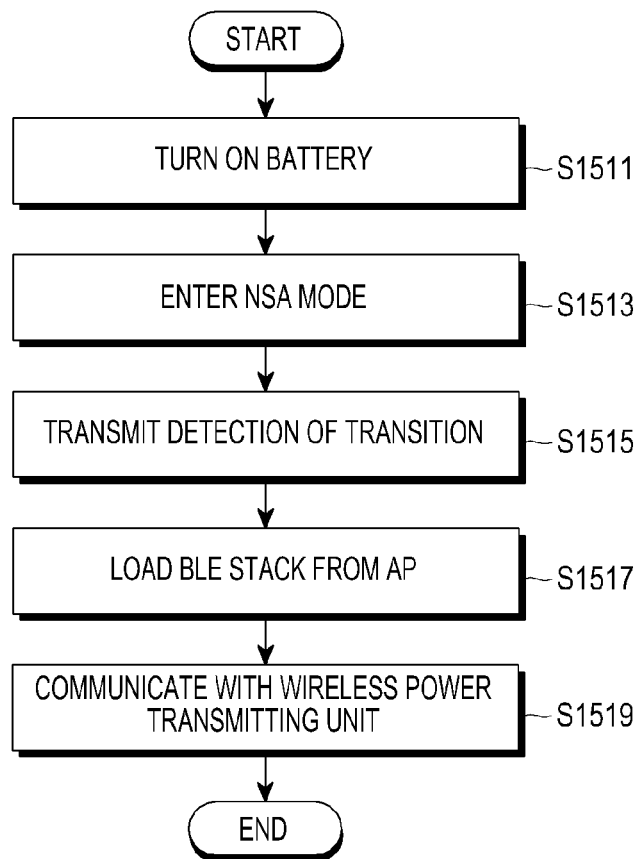 START
TURN ON BATTERY
S1511
ENTER NSA MODE
S1513
TRANSMIT DETECTION OF TRANSITION
S1515
LOAD BLE STACK FROM AP
S1517
COMMUNICATE WITH WIRELESS POWER
TRANSMITTING UNIT
S1519
END